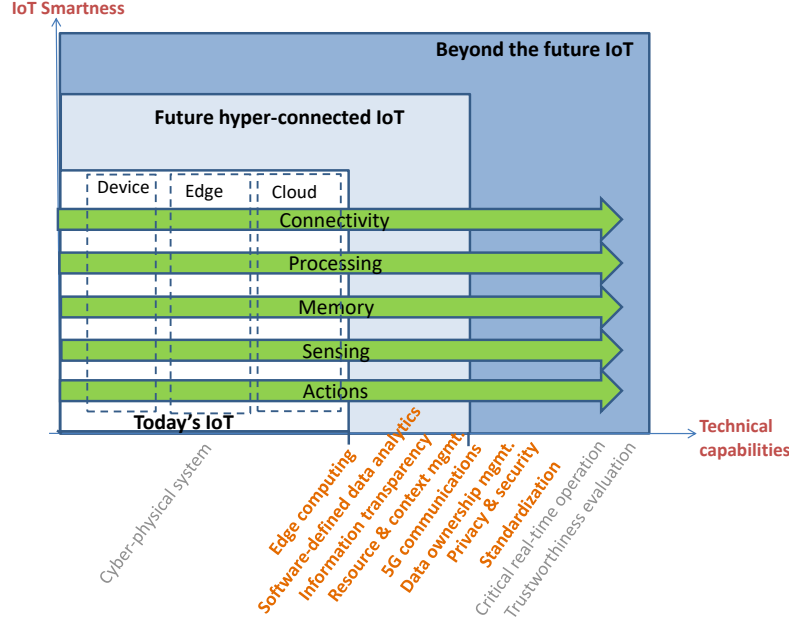 IoT Smartness
Beyond the future IoT
Future hyper-connected IoT
Device
Edge
Cloud
Connectivity
Processing
Memory
Sensing
Actions
Today's IoT
Technical
capabilities
Cyber-physical system
Edge computing
Software-defined data analytics
Information transparency
Resource & context mgmt.
5G communications
Data ownership mgmt.
Privacy & security
Standardization
Critical real-time operation
Trustworthiness evaluation